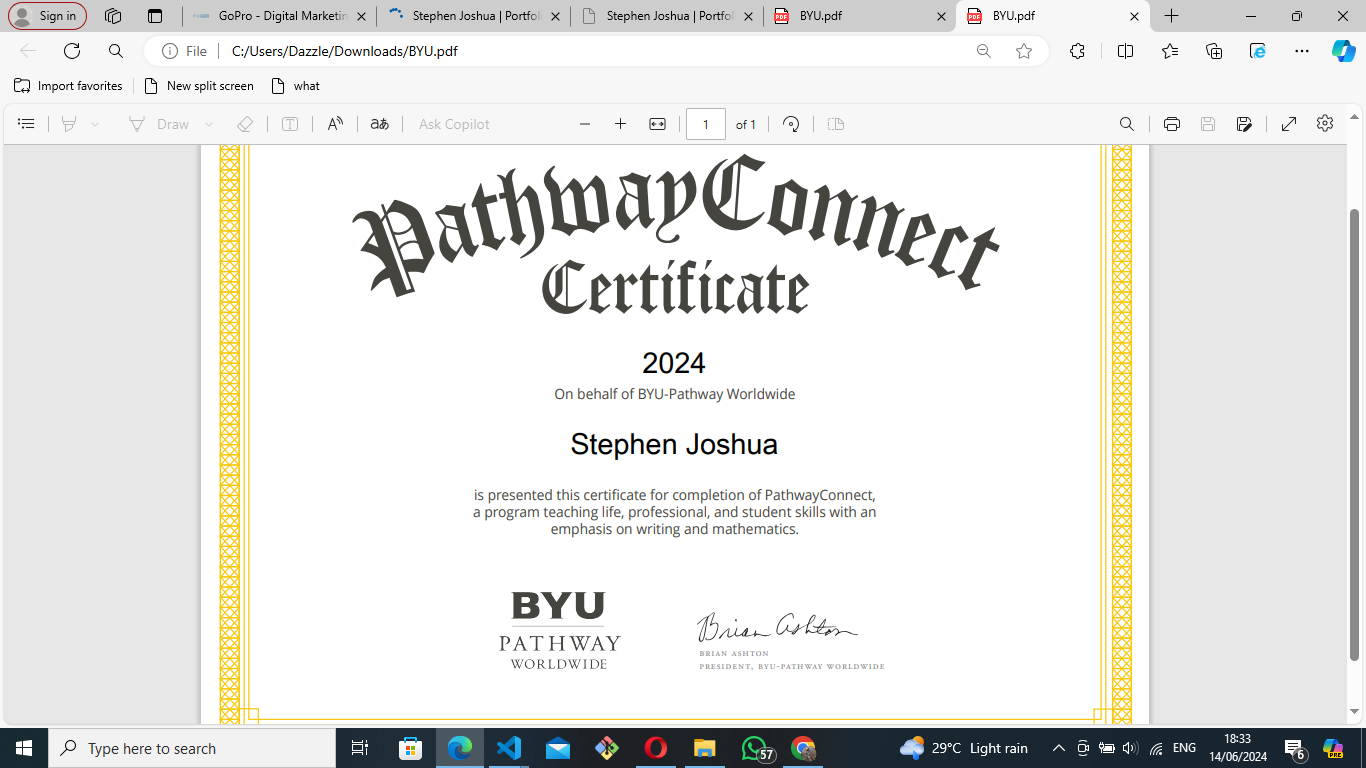 Sign in
GoPro - Digital Marketin
Stephen Joshua | Portfoli
Stephen Joshua | Portfol
BYU.pdf
BYU.pdf
File
C:/Users/Dazzle/Downloads/BYU.pdf
Import favorites
New split screen
what
Draw
Ask Copilot
1
of 1
PathwayConnect
Certificate
2024
On behalf of BYU-Pathway Worldwide
Stephen Joshua
is presented this certificate for completion of PathwayConnect,
a program teaching life, professional, and student skills with an
emphasis on writing and mathematics.
BYU
PATHWAY
WORLDWIDE
Brian Ashton
BRIAN ASHTON
PRESIDENT, BYU-PATHWAY WORLDWIDE
Type here to search
57
29°C Light rain
ENG
18:33
14/06/2024
6
PRE